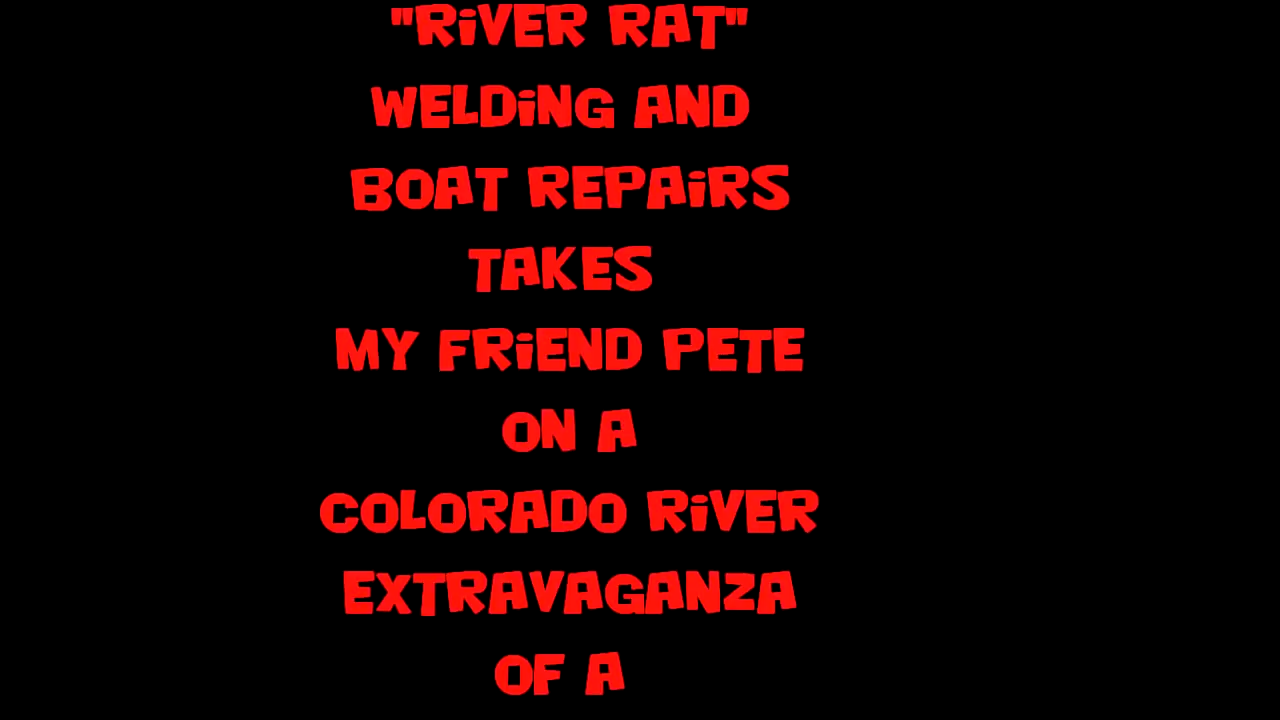 "RiVER RAT"
WELDiNG AND
BOAT REPAiRS
TAKES
MY FRiEND PETE
ON A
COLORADO RiVER
EXTRAVAGANZA
OF A